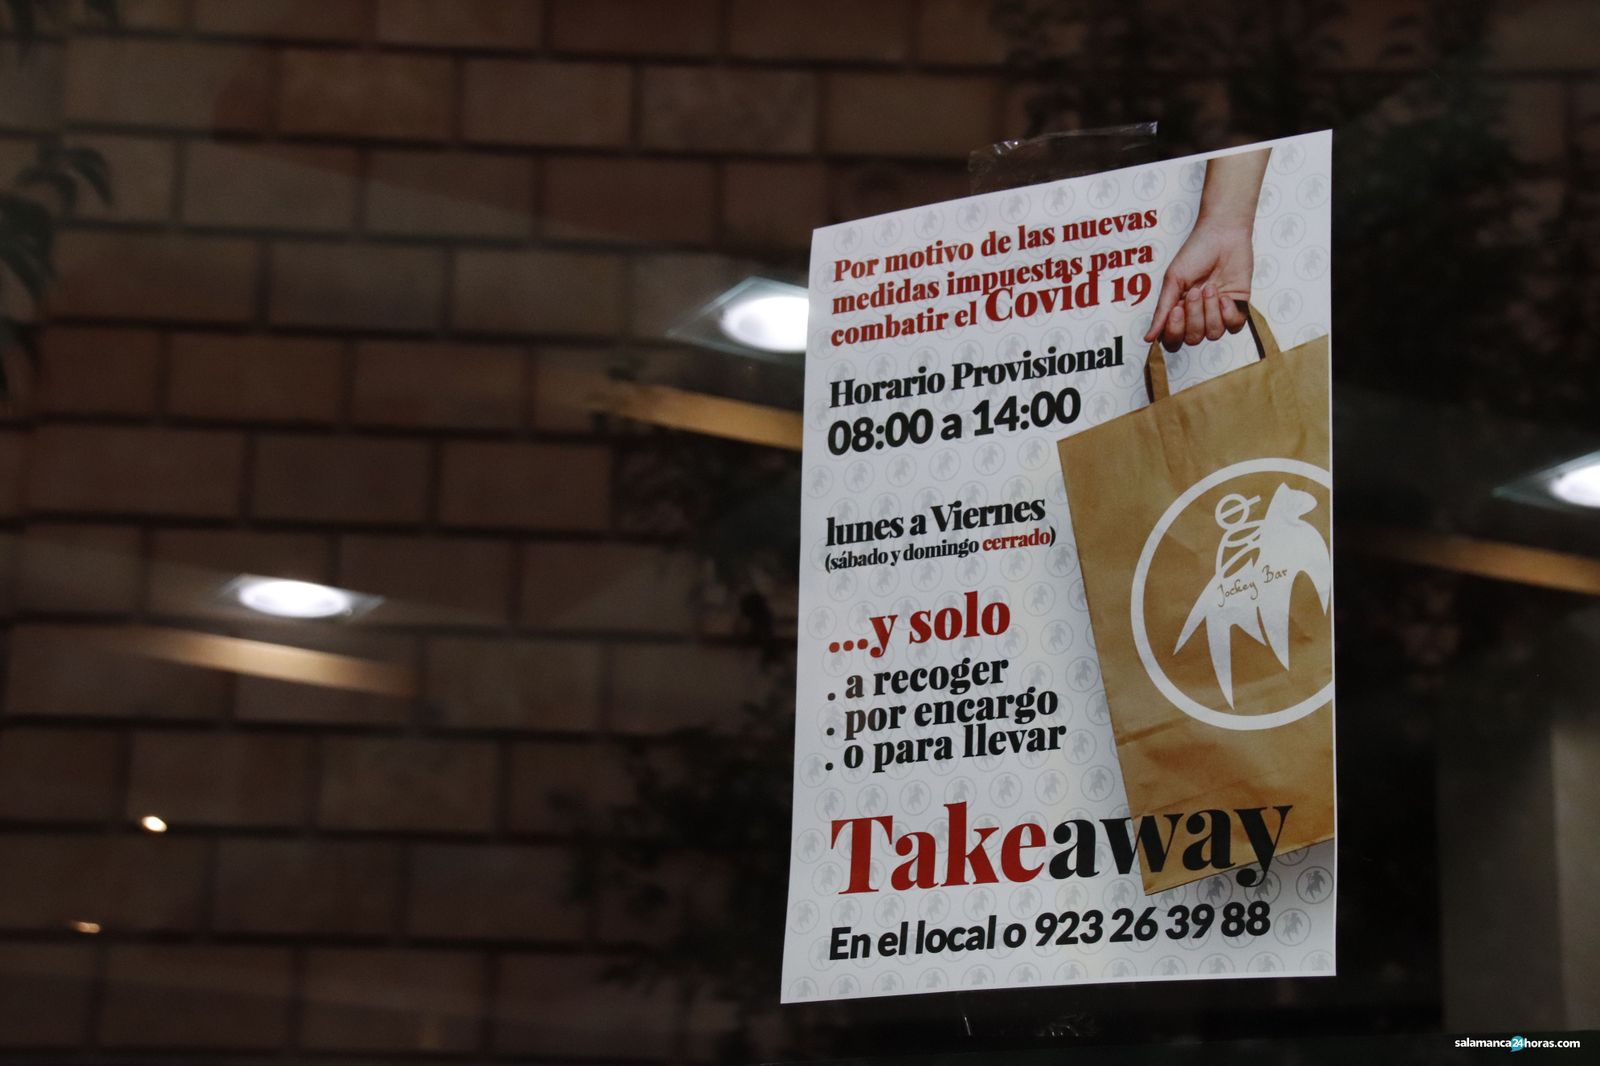 Por motivo de las nuevas
medidas impuestas para
combatir el Covid 19
Horario Provisional
08:00 a 14:00
lunes a Viernes
(sábado y domingo cerrado)
...y solo
. a recoger
. por encargo
. o para llevar
Takeaway
En el local o 923 26 39 88
Jockey Bar
salamanca24horas.com